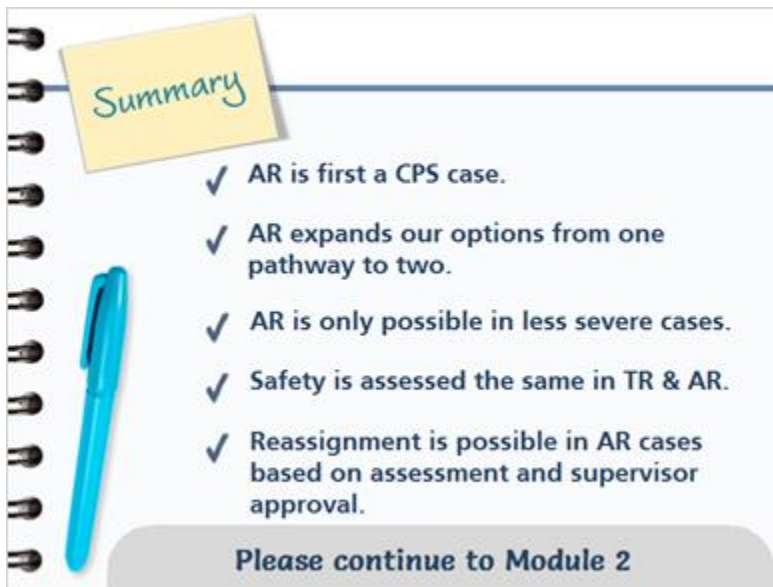 Summary
✓ AR is first a CPS case.
✓ AR expands our options from one
pathway to two.
✓ AR is only possible in less severe cases.
✓ Safety is assessed the same in TR & AR.
✓ Reassignment is possible in AR cases
based on assessment and supervisor
approval.
Please continue to Module 2